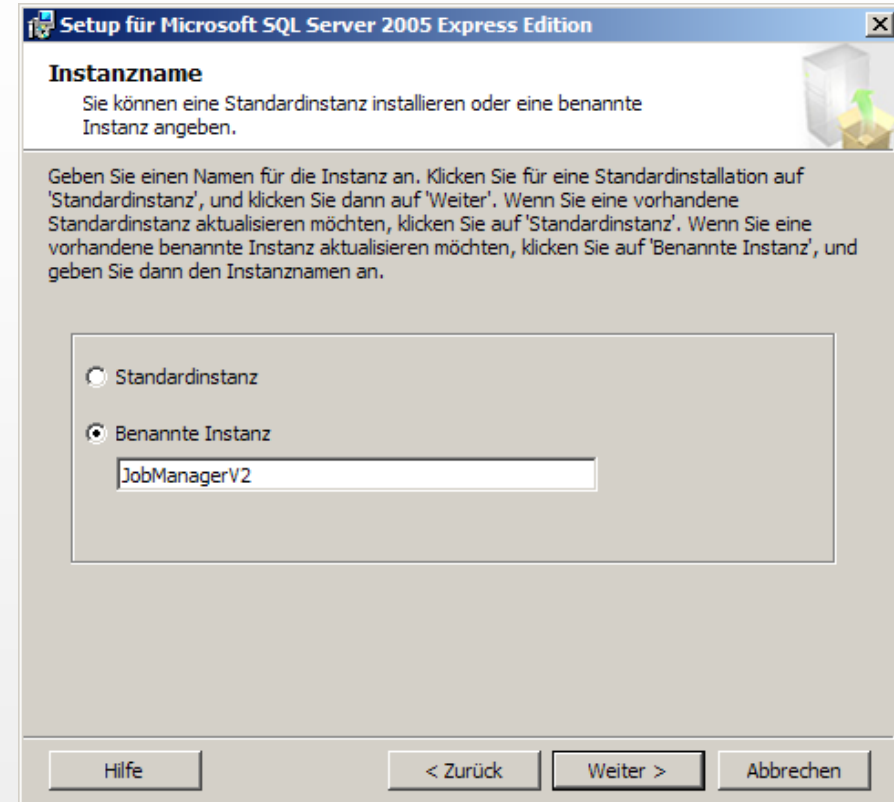 Setup für Microsoft SQL Server 2005 Express Edition
Instanzname
Sie können eine Standardinstanz installieren oder eine benannte
Instanz angeben.
Geben Sie einen Namen für die Instanz an. Klicken Sie für eine Standardinstallation auf
'Standardinstanz', und klicken Sie dann auf 'Weiter'. Wenn Sie eine vorhandene
Standardinstanz aktualisieren möchten, klicken Sie auf 'Standardinstanz'. Wenn Sie eine
vorhandene benannte Instanz aktualisieren möchten, klicken Sie auf 'Benannte Instanz', und
geben Sie dann den Instanznamen an.
Standardinstanz
Benannte Instanz
JobManagerV2
Hilfe < Zurück Weiter > Abbrechen